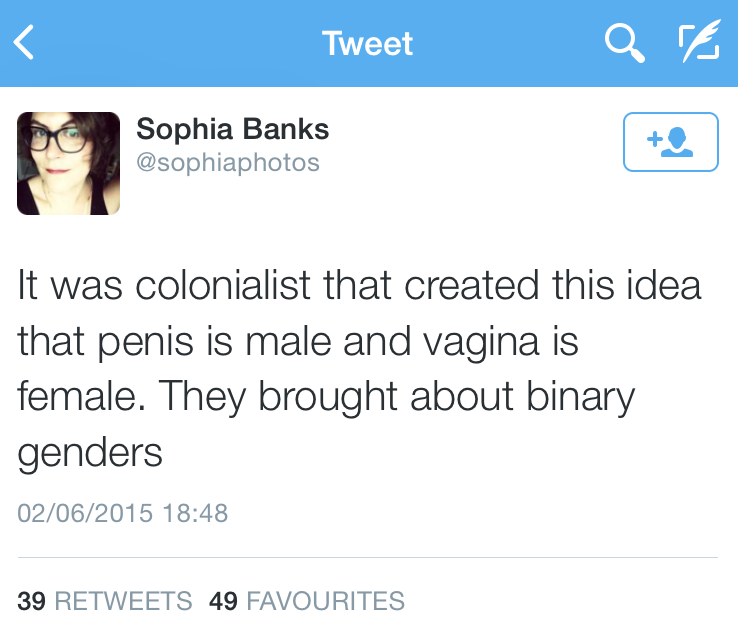 Tweet
Sophia Banks
@sophiaphotos
It was colonialist that created this idea
that penis is male and vagina is
female. They brought about binary
genders
02/06/2015 18:48
39 RETWEETS 49 FAVOURITES